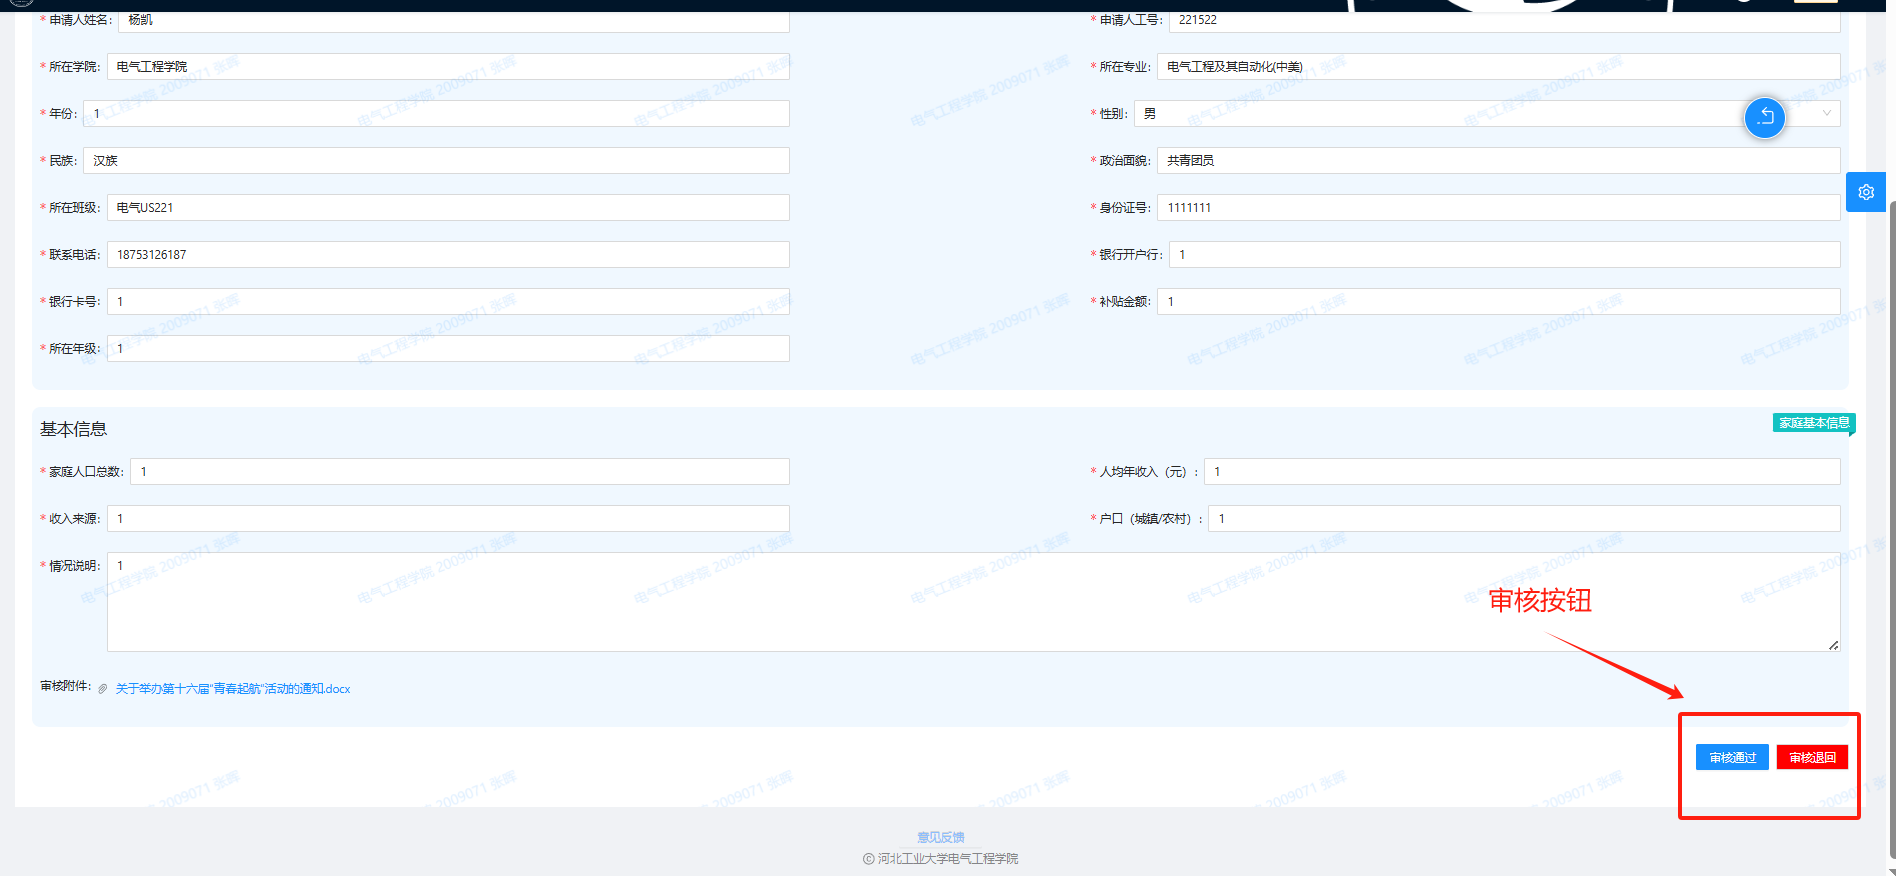 * 申请人姓名: 杨凯
* 申请人工号: 221522
* 所在学院: 电气工程学院
* 所在专业: 电气工程及其自动化(中美)
* 年份: 1
* 性别: 男
* 民族: 汉族
* 政治面貌: 共青团员
* 所在班级: 电气US221
* 身份证号: 1111111
* 联系电话: 18753126187
* 银行开户行: 1
* 银行卡号: 1
* 补贴金额: 1
* 所在年级: 1
基本信息
家庭基本信息
* 家庭人口总数: 1
* 人均年收入（元）: 1
* 收入来源: 1
* 户口（城镇/农村）: 1
* 情况说明: 1
审核按钮
审核附件: 关于举办第十六届"青春起航"活动的通知.docx
审核通过 审核退回
意见反馈
© 河北工业大学电气工程学院
电气工程学院 2009071 张晖